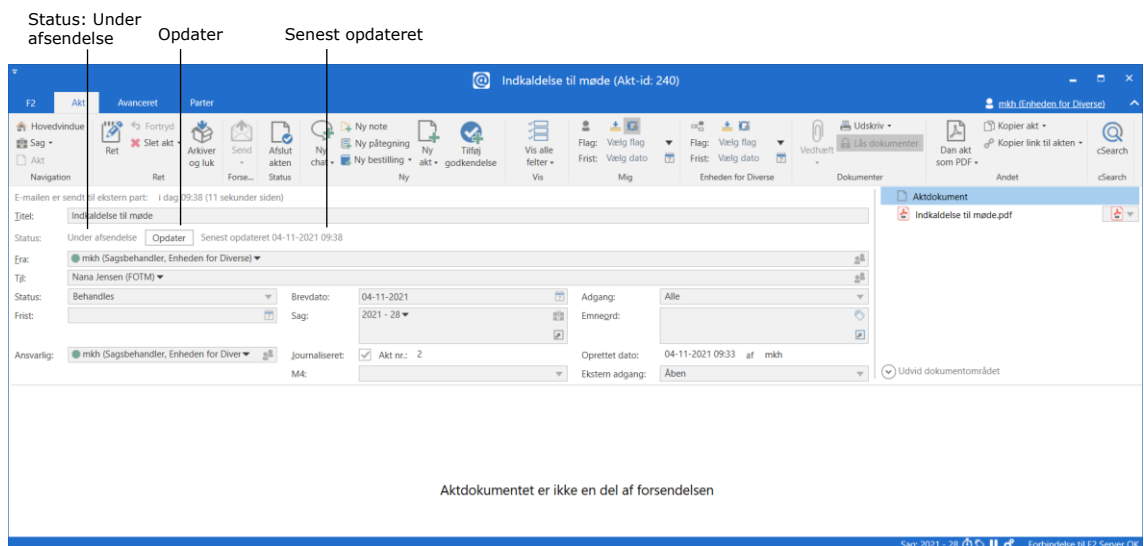 Status: Under
afsendelse
Opdater
Senest opdateret
Indkaldelse til møde (Akt-id: 240)
F2 Akt Avanceret Parter
mkh (Enheden for Diverse)
Hovedvindue
Sag
Akt
Navigation
Ret
Fortryd
Slet akt
Arkiver
og luk
Ret
Send
Forse...
Afslut
akten
Status
Ny
chat
Ny note
Ny påtegning
Ny bestilling
Ny
akt
Tilføj
godkendelse
Ny
Vis alle
felter
Vis
Flag: Vælg flag
Frist: Vælg dato
Mig
Flag: Vælg flag
Frist: Vælg dato
Enheden for Diverse
Vedhæft
Udskriv
Lås dokumenter
Dokumenter
Dan akt
som PDF
Kopier akt
Kopier link til akten
Andet
cSearch
cSearch
E-mailen er sendt til ekstern part: i dag 09:38 (11 sekunder siden)
Titel: Indkaldelse til møde
Status: Under afsendelse Opdater Senest opdateret 04-11-2021 09:38
Fra: mkh (Sagsbehandler, Enheden for Diverse)
Til: Nana Jensen (FOTM)
Status: Behandles Brevdato: 04-11-2021 Adgang: Alle
Frist: Sag: 2021 - 28 Emneord:
Ansvarlig: mkh (Sagsbehandler, Enheden for Diver Journaliseret: Akt nr.: 2 Oprettet dato: 04-11-2021 09:33 af mkh
M4: Ekstern adgang: Åben
Aktdokument
Indkaldelse til møde.pdf
Udvid dokumentområdet
Aktdokumentet er ikke en del af forsendelsen
Sag: 2021 - 28 Forbindelse til F2 Server OK